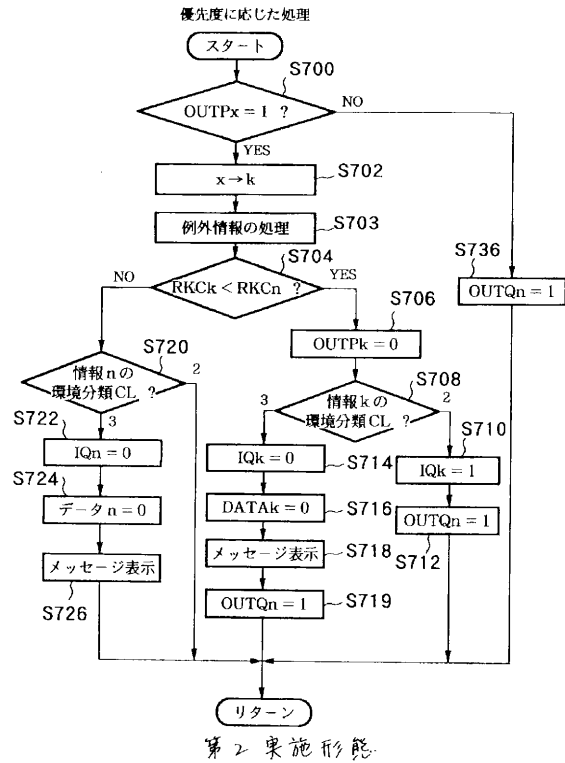 優先度に応じた処理
スタート
S700
OUTPx = 1 ?
NO
YES
x→k
S702
例外情報の処理
S703
S704
NO
RKCk < RKCn ?
YES
S736
OUTQn = 1
S706
OUTPk = 0
S720
情報nの
環境分類CL ?
2
3
S708
情報kの
環境分類CL ?
3
2
S722
IQn = 0
S724
データn = 0
メッセージ表示
S726
IQk = 0
S714
DATAk = 0
S716
メッセージ表示
S718
OUTQn = 1
S719
S710
IQk = 1
OUTQn = 1
S712
リターン
第2実施形態